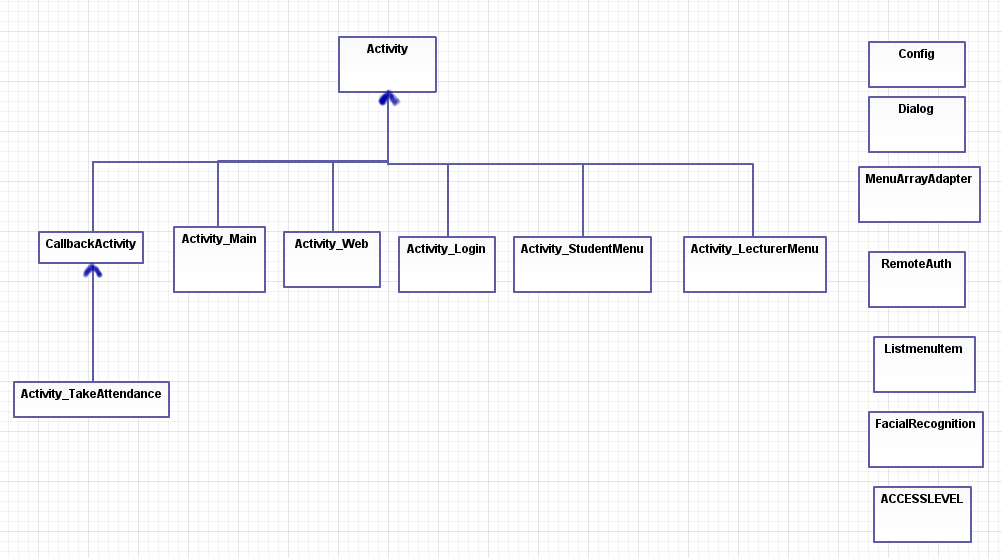 Activity
Config
Dialog
MenuArrayAdapter
CallbackActivity
Activity_Main
Activity_Web
Activity_Login
Activity_StudentMenu
Activity_LecturerMenu
RemoteAuth
ListmenuItem
Activity_TakeAttendance
FacialRecognition
ACCESSLEVEL